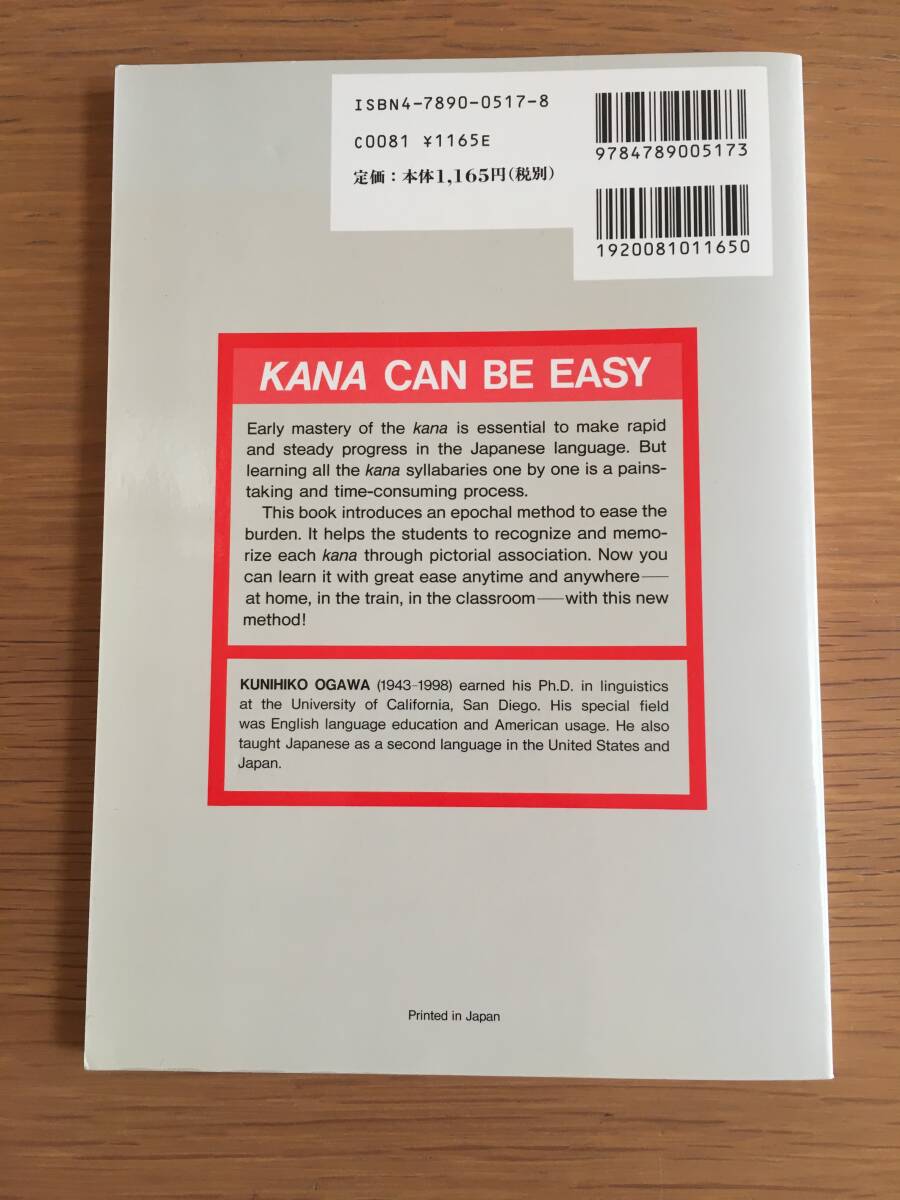 ISBN4-7890-0517-8
C0081 ¥1165E
定価：本体1,165円(税別)
9784789005173
1920081011650
KANA CAN BE EASY
Early mastery of the kana is essential to make rapid
and steady progress in the Japanese language. But
learning all the kana syllabaries one by one is a pains-
taking and time-consuming process.
This book introduces an epochal method to ease the
burden. It helps the students to recognize and memo-
rize each kana through pictorial association. Now you
can learn it with great ease anytime and anywhere——
at home, in the train, in the classroom——with this new
method!
KUNIHIKO OGAWA (1943-1998) earned his Ph.D. in linguistics
at the University of California, San Diego. His special field
was English language education and American usage. He also
taught Japanese as a second language in the United States and
Japan.
Printed in Japan